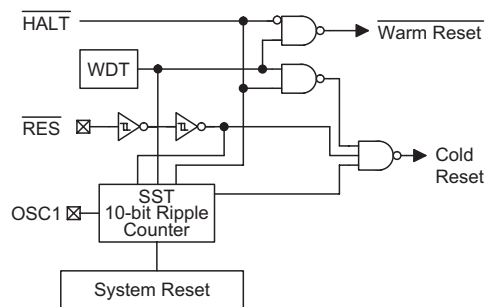 HALT
Warm Reset
WDT
RES
Cold
Reset
SST
10-bit Ripple
Counter
OSC1
System Reset